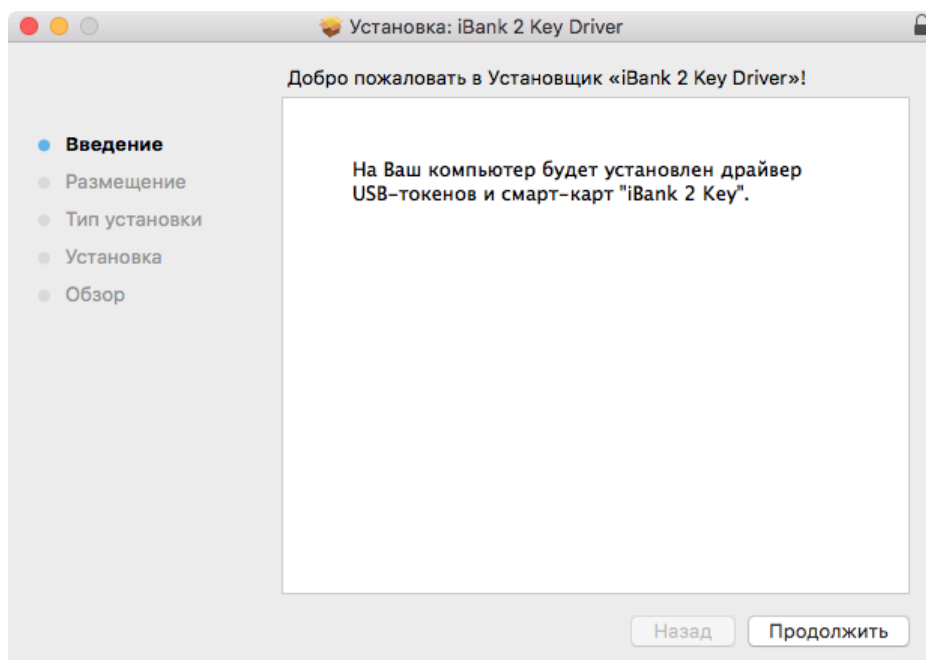 Установка: iBank 2 Key Driver
Добро пожаловать в Установщик «iBank 2 Key Driver»!
Введение
Размещение
Тип установки
Установка
Обзор
На Ваш компьютер будет установлен драйвер
USB-токенов и смарт-карт "iBank 2 Key".
Назад
Продолжить